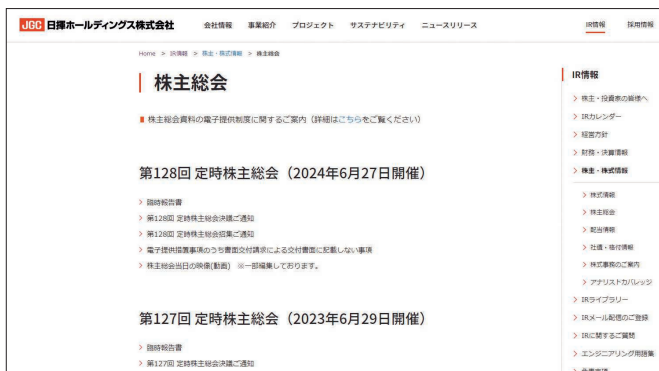 JGC 日揮ホールディングス株式会社 会社情報 事業紹介 プロジェクト サステナビリティ ニュースリリース IR情報 採用情報
Home > IR情報 > 株主・株式情報 > 株主総会
株主総会
株主総会資料の電子提供制度に関するご案内（詳細はこちらをご覧ください）
第128回 定時株主総会（2024年6月27日開催）
> 臨時報告書
> 第128回 定時株主総会決議ご通知
> 第128回 定時株主総会招集ご通知
> 電子提供措置事項のうち書面交付請求による交付書面に記載しない事項
> 株主総会当日の映像(動画) ※一部編集しております。
第127回 定時株主総会（2023年6月29日開催）
> 臨時報告書
> 第127回 定時株主総会決議ご通知
IR情報
> 株主・投資家の皆様へ
> IRカレンダー
> 経営方針
> 財務・決算情報
> 株主・株式情報
> 株式情報
> 株主総会
> 配当情報
> 社債・格付情報
> 株式事務のご案内
> アナリストカバレッジ
> IRライブラリー
> IRメール配信のご登録
> IRに関するご質問
> エンジニアリング用語集